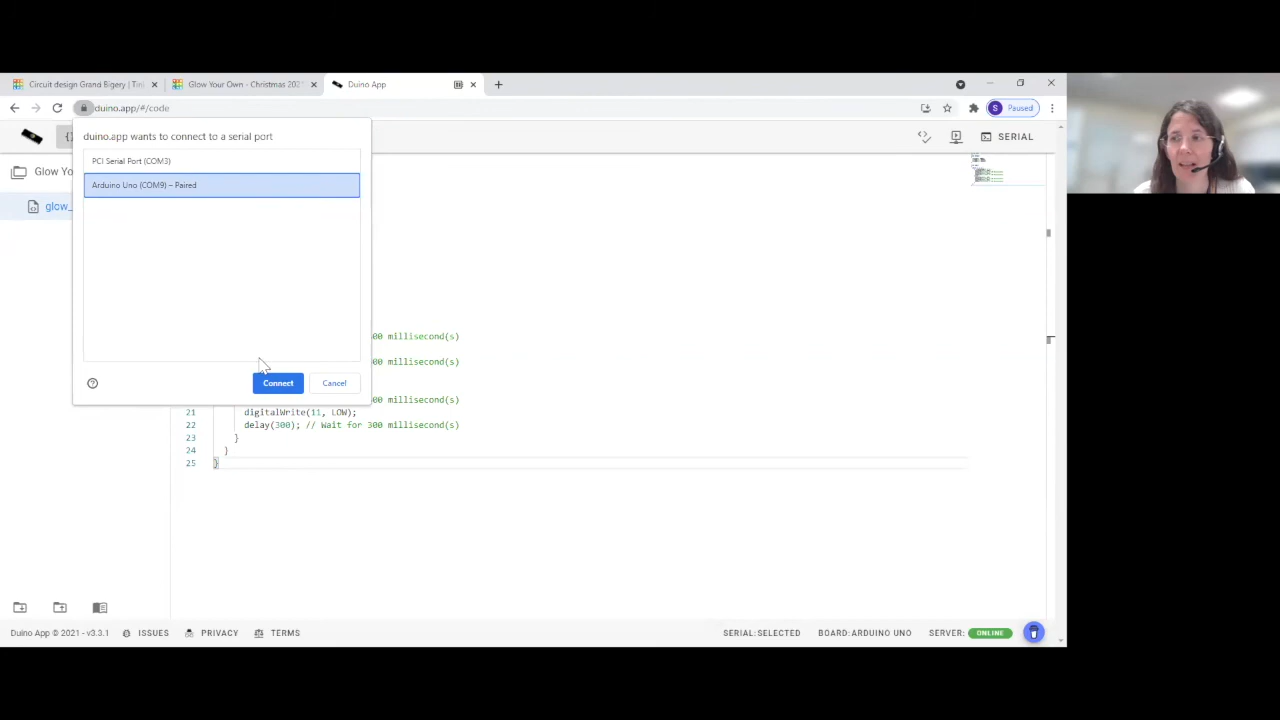 Circuit design Grand Bigery | Tin
Glow Your Own - Christmas 202
Duino App
duino.app/#/code
S
Paused
duino.app wants to connect to a serial port
PCI Serial Port (COM3)
Arduino Uno (COM9) – Paired
Connect
Cancel
SERIAL
Glow Yo
glow_
00 millisecond(s)
00 millisecond(s)
00 millisecond(s)
21 digitalWrite(11, LOW);
22 delay(300); // Wait for 300 millisecond(s)
23 }
24 }
25 }
Duino App © 2021 - v3.3.1
ISSUES
PRIVACY
TERMS
SERIAL:SELECTED
BOARD:ARDUINO UNO
SERVER:
ONLINE